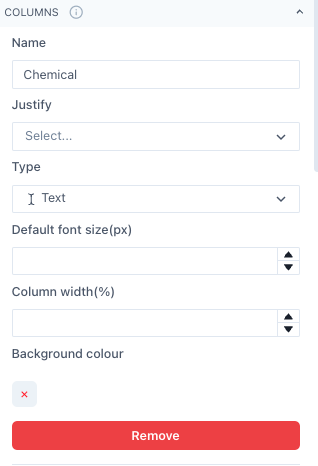 COLUMNS
Name
Chemical
Justify
Select...
Type
Text
Default font size(px)
Column width(%)
Background colour
Remove